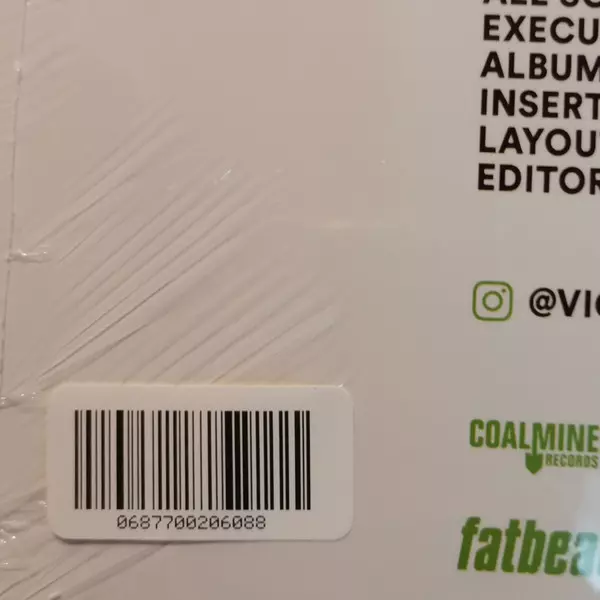 EXECU
ALBUM
INSERT
LAYOU
EDITOR
@VI
COALMINE
RECORDS
fatbea
0687700206088